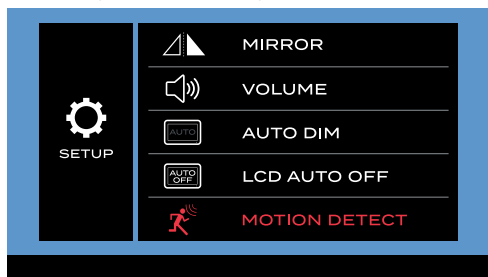 MIRROR
VOLUME
AUTO
AUTO DIM
SETUP
AUTO
OFF
LCD AUTO OFF
MOTION DETECT